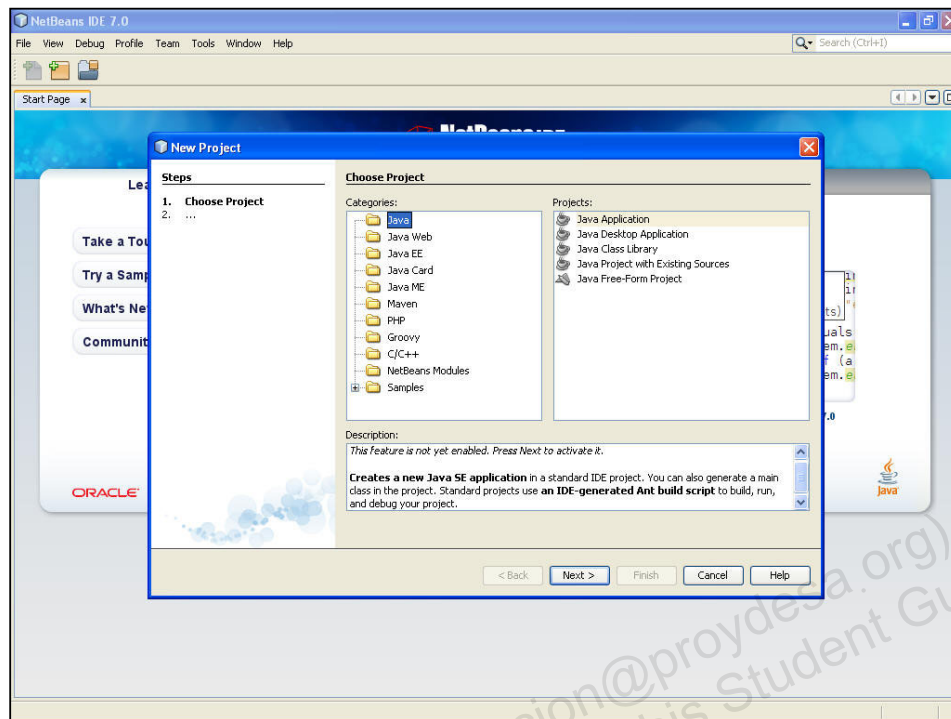 NetBeans IDE 7.0
File View Debug Profile Team Tools Window Help
Search (Ctrl+I)
Start Page x
New Project
Steps
1. Choose Project
2. ...
Choose Project
Categories:
Java
Java Web
Java EE
Java Card
Java ME
Maven
PHP
Groovy
C/C++
NetBeans Modules
Samples
Projects:
Java Application
Java Desktop Application
Java Class Library
Java Project with Existing Sources
Java Free-Form Project
Description:
This feature is not yet enabled. Press Next to activate it.
Creates a new Java SE application in a standard IDE project. You can also generate a main
class in the project. Standard projects use an IDE-generated Ant build script to build, run,
and debug your project.
< Back Next > Finish Cancel Help
Take a Tou
Try a Samp
What's Ne
Communit
ORACLE
Java
ion@proydesa.org)
his Student Gu